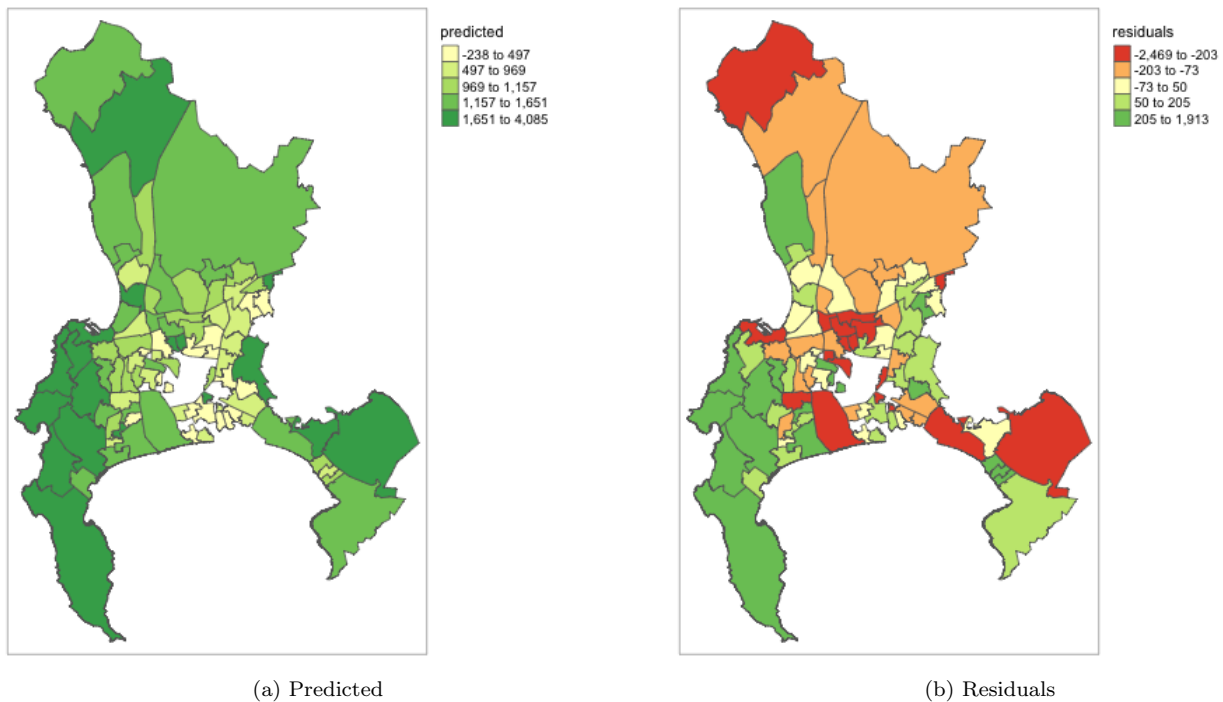 predicted
-238 to 497
497 to 969
969 to 1,157
1,157 to 1,651
1,651 to 4,085
residuals
-2,469 to -203
-203 to -73
-73 to 50
50 to 205
205 to 1,913
(a) Predicted
(b) Residuals